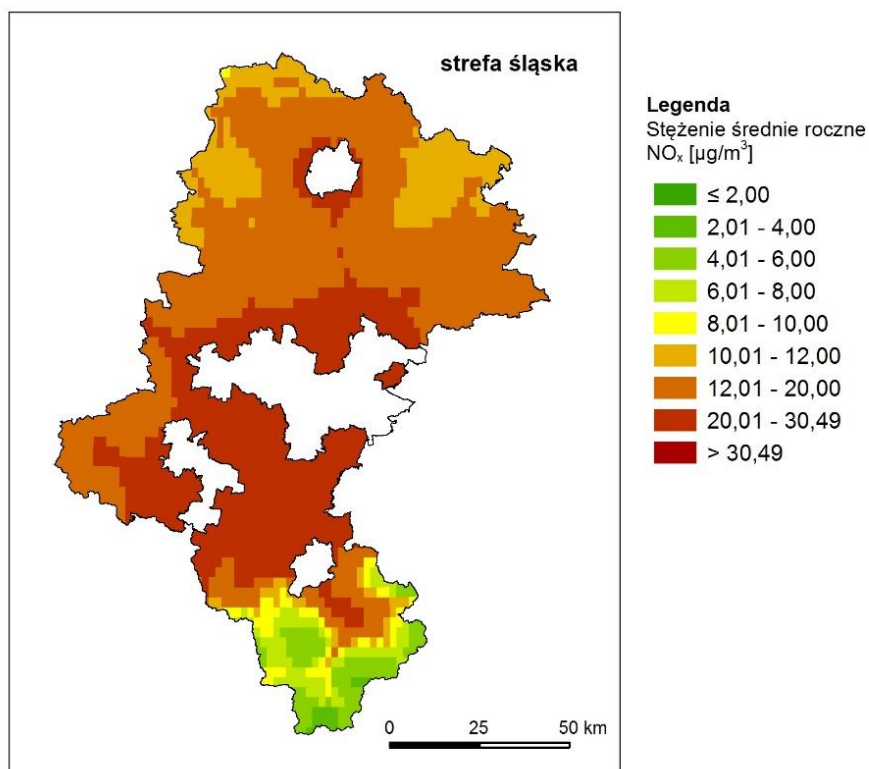 strefa śląska
Legenda
Stężenie średnie roczne
NOₓ [µg/m³]
≤ 2,00
2,01 - 4,00
4,01 - 6,00
6,01 - 8,00
8,01 - 10,00
10,01 - 12,00
12,01 - 20,00
20,01 - 30,49
> 30,49
0 25 50 km